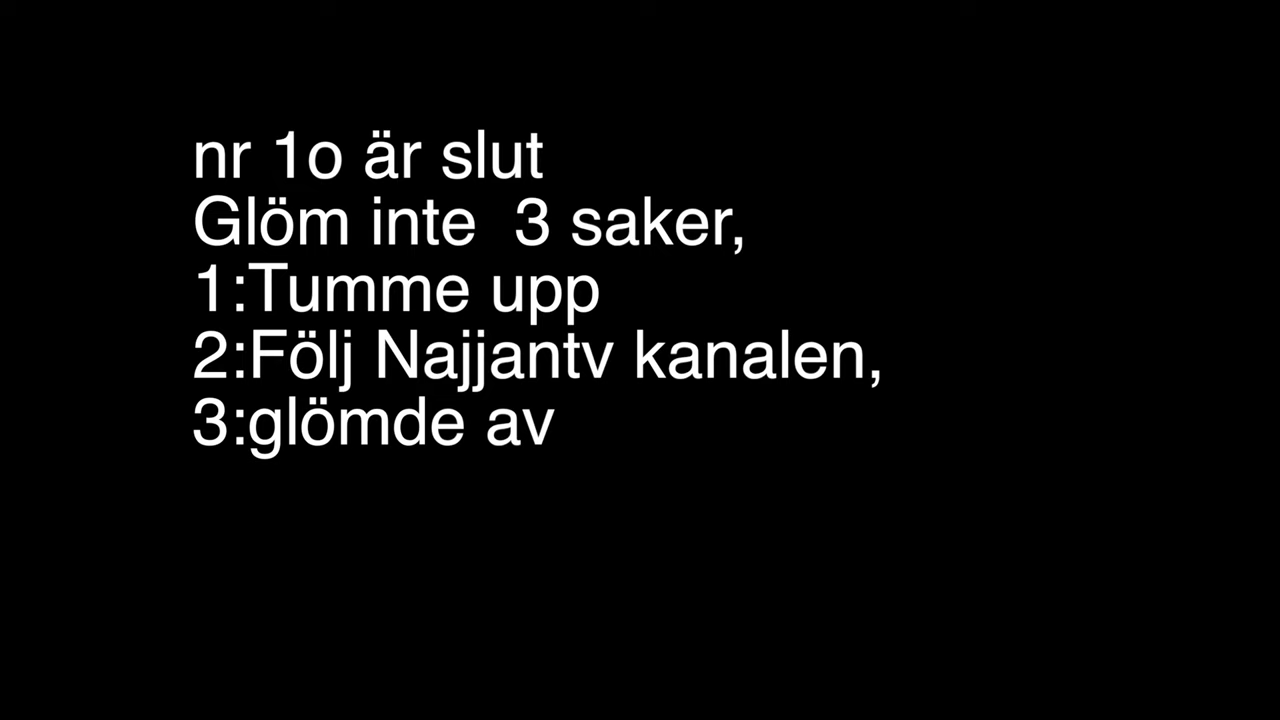 nr 1o är slut
Glöm inte  3 saker,
1:Tumme upp
2:Följ Najjantv kanalen,
3:glömde av